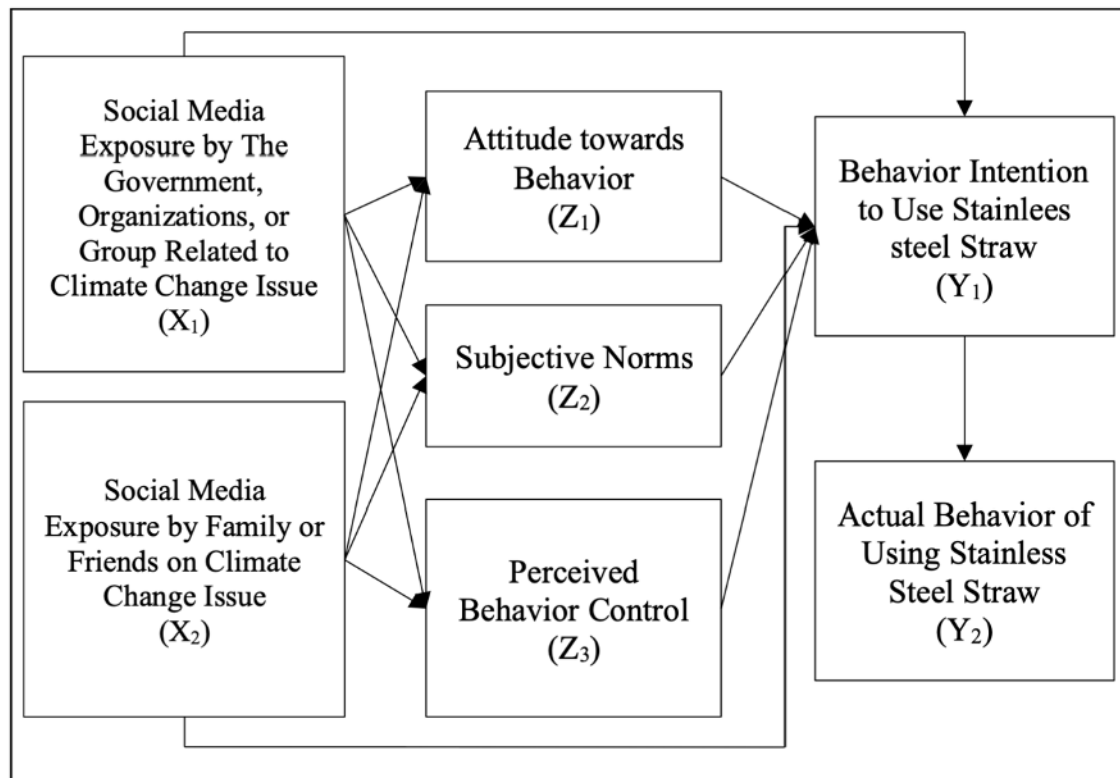 Social Media
Exposure by The
Government,
Organizations, or
Group Related to
Climate Change Issue
(X₁)
Social Media
Exposure by Family or
Friends on Climate
Change Issue
(X₂)
Attitude towards
Behavior
(Z₁)
Subjective Norms
(Z₂)
Perceived
Behavior Control
(Z₃)
Behavior Intention
to Use Stainlees
steel Straw
(Y₁)
Actual Behavior of
Using Stainless
Steel Straw
(Y₂)